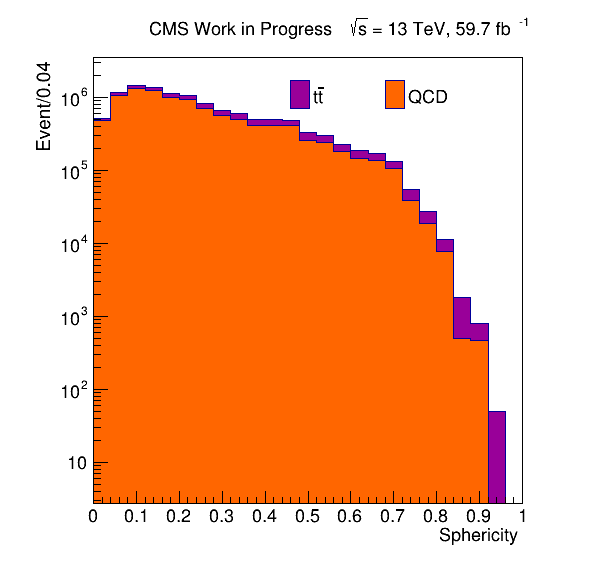 CMS Work in Progress √s = 13 TeV, 59.7 fb⁻¹
Event/0.04
tt̄
QCD
10⁶
10⁵
10⁴
10³
10²
10
0 0.1 0.2 0.3 0.4 0.5 0.6 0.7 0.8 0.9 1
Sphericity